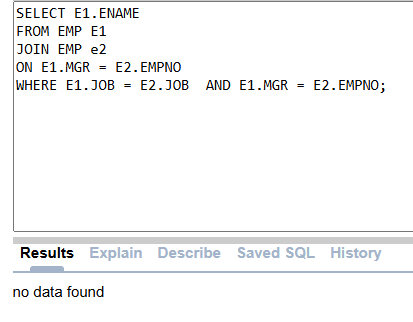 SELECT E1.ENAME
FROM EMP E1
JOIN EMP e2
ON E1.MGR = E2.EMPNO
WHERE E1.JOB = E2.JOB  AND E1.MGR = E2.EMPNO;
Results Explain Describe Saved SQL History
no data found